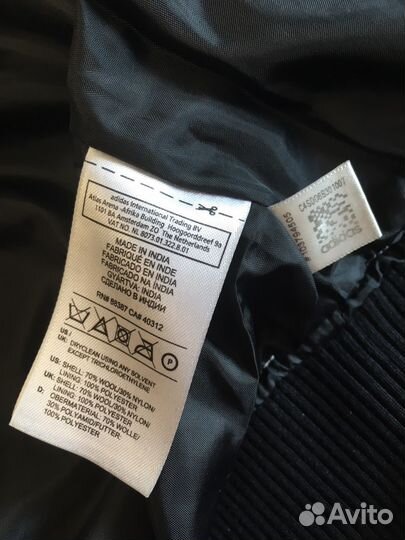 adidas International Trading BV
Atlas Arena -Afrika Building Hoogoorddreef 9a
1101 BA Amsterdam ZO The Netherlands
VAT NO. NL 8073.01.322.B.01
MADE IN INDIA
FABRIQUÉ EN INDE
FABRICADO EN INDIA
FABRICADO NA ÍNDIA
GYÁRTVA: INDIA
СДЕЛАНО В ИНДИИ
RN# 88387 CA# 40312
P
US / UK: DRYCLEAN USING ANY SOLVENT
EXCEPT TRICHLOROETHYLENE
US: SHELL: 70% WOOL/30% NYLON/
LINING: 100% POLYESTER
UK: SHELL: 70% WOOL/30% NYLON/
LINING: 100% POLYESTER
D: OBERMATERIAL: 70% WOLLE/
30% POLYAMID/FUTTER:
100% POLYESTER
adidas
Avito